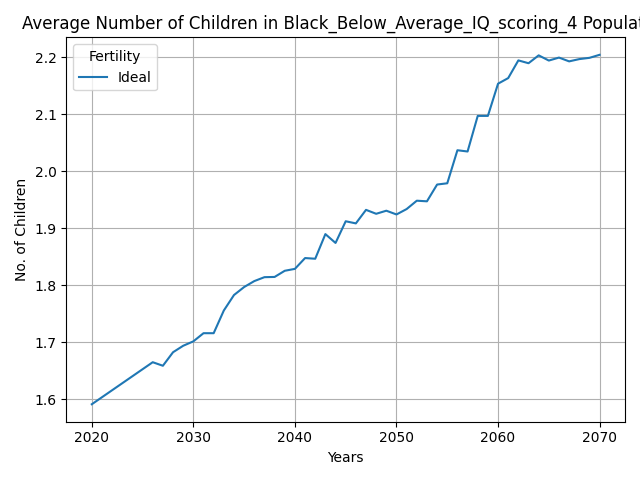 Average Number of Children in Black_Below_Average_IQ_scoring_4 Populat
Fertility
Ideal
2.2
2.1
2.0
1.9
1.8
1.7
1.6
No. of Children
2020 2030 2040 2050 2060 2070
Years